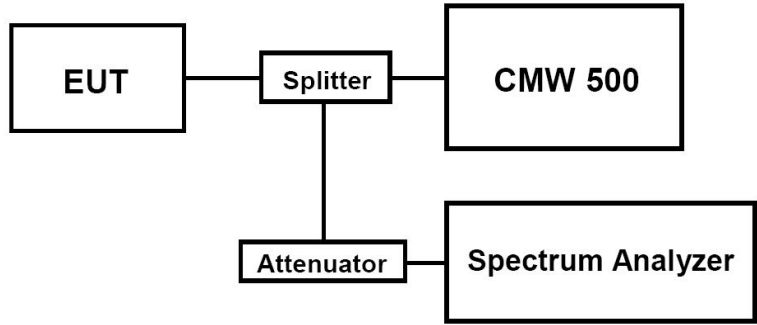 EUT
Splitter
CMW 500
Attenuator
Spectrum Analyzer